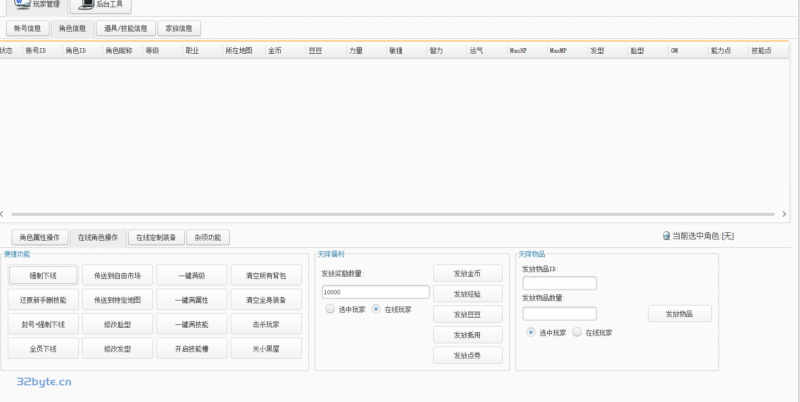 玩家管理 后台工具
帐号信息 角色信息 道具/技能信息 家族信息
状态 账号ID 角色ID 角色昵称 等级 职业 所在地图 金币 豆豆 力量 敏捷 智力 运气 MaxHP MaxMP 发型 脸型 GM 能力点 技能点
角色属性操作 在线角色操作 在线定制装备 杂项功能 当前选中角色:[无]
便捷功能 天降福利 天降物品
强制下线 传送到自由市场 一键满级 清空所有背包
还原新手删技能 传送到特定地图 一键满属性 清空全身装备
封号+强制下线 修改脸型 一键满技能 击杀玩家
全员下线 修改发型 开启技能槽 关小黑屋
发放奖励数量:
10000
选中玩家 在线玩家
发放金币
发放经验
发放豆豆
发放抵用
发放点券
发放物品ID:
发放物品数量:
发放物品
选中玩家 在线玩家
32byte.cn